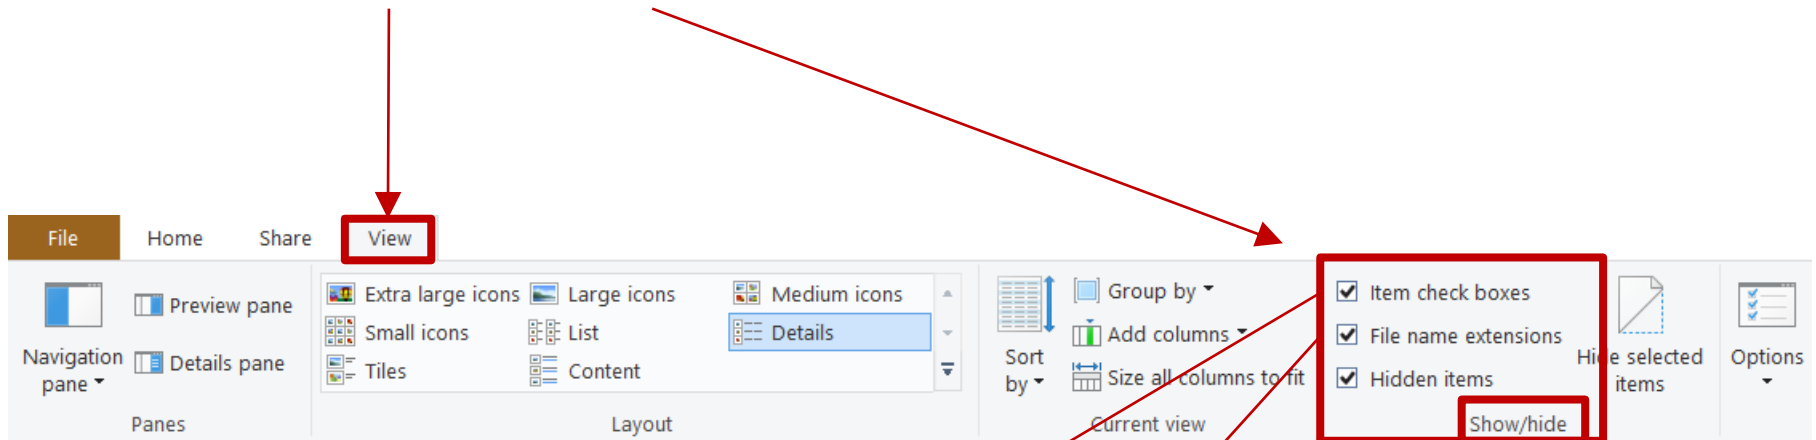 File Home Share View
Navigation pane
Preview pane
Details pane
Panes
Extra large icons Large icons Medium icons
Small icons List Details
Tiles Content
Layout
Sort by
Group by
Add columns
Size all columns to fit
Current view
Item check boxes
File name extensions
Hidden items
Show/hide
Hide selected items
Options